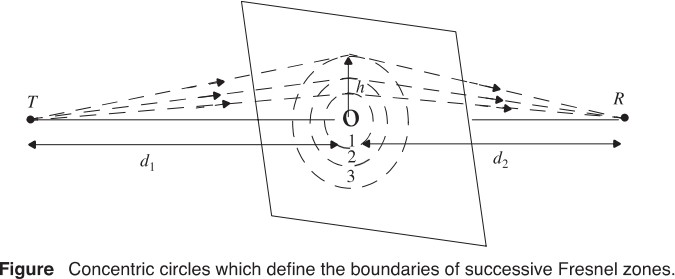 T
h
R
O
1
2
3
d1
d2
Figure Concentric circles which define the boundaries of successive Fresnel zones.